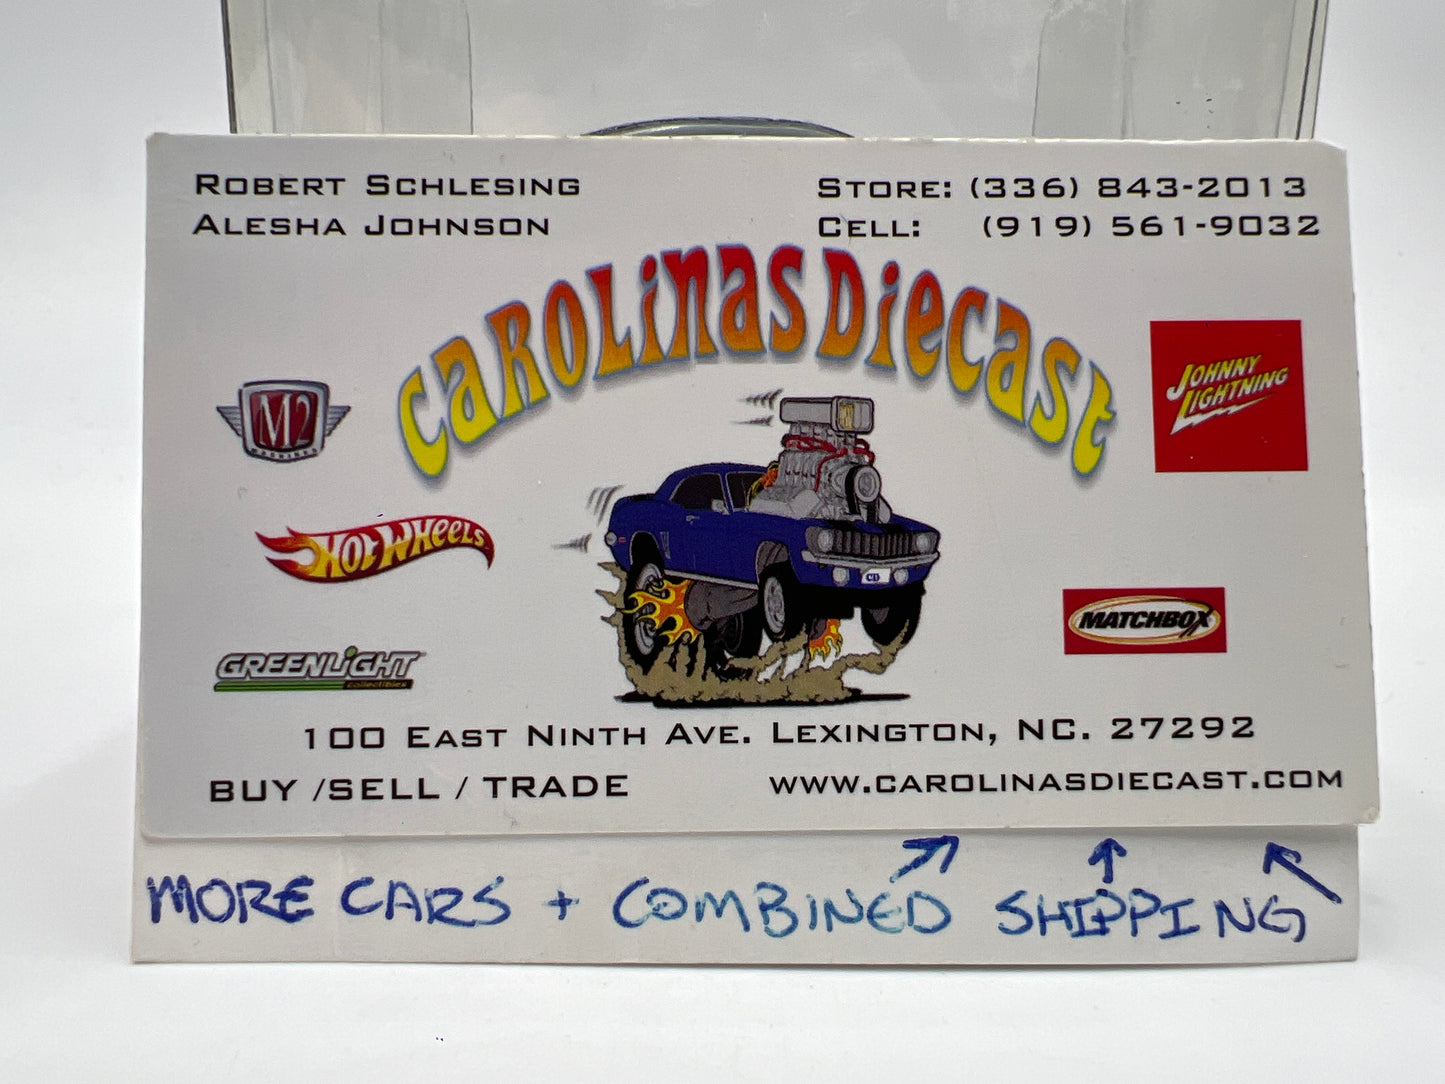 ROBERT SCHLESING
ALESHA JOHNSON
STORE: (336) 843-2013
CELL: (919) 561-9032
CAROLINAS DIECAST
M2
MACHINES
JOHNNY
LIGHTNING
HOT WHEELS
MATCHBOX
GREENLIGHT
collectibles
100 EAST NINTH AVE. LEXINGTON, NC. 27292
BUY /SELL / TRADE
WWW.CAROLINASDIECAST.COM
MORE CARS + COMBINED SHIPPING